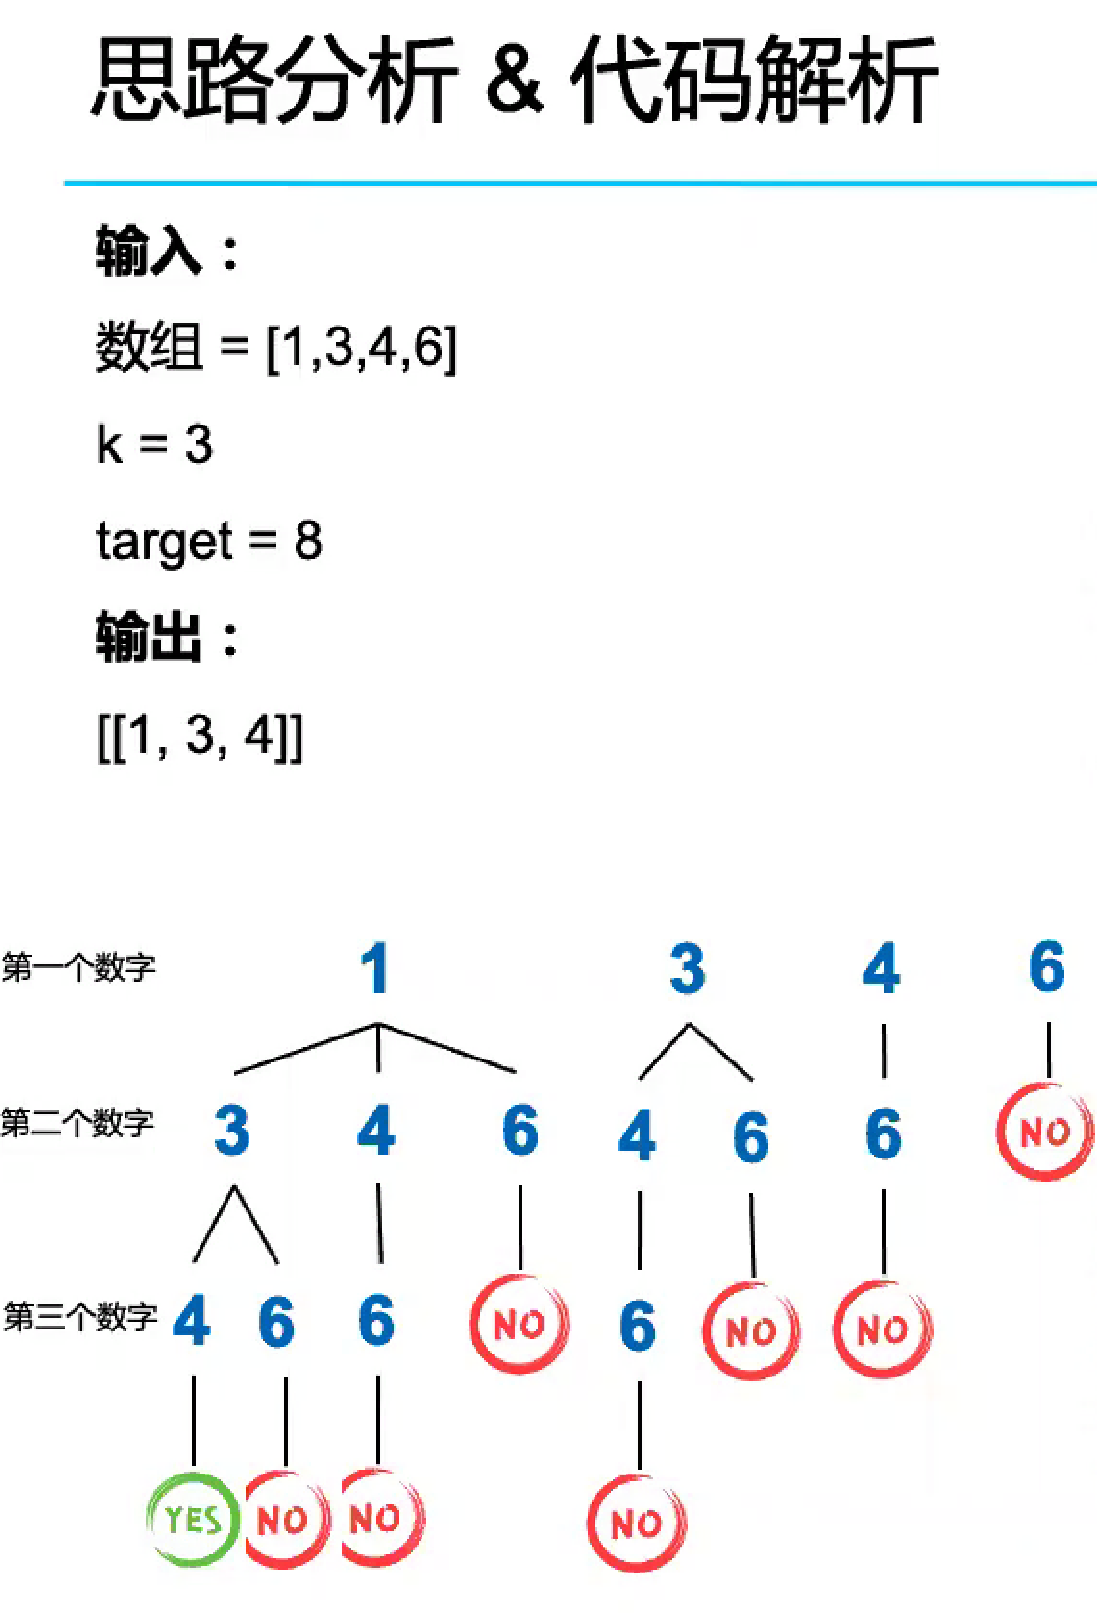 思路分析 & 代码解析
输入：
数组 = [1,3,4,6]
k = 3
target = 8
输出：
[[1, 3, 4]]
第一个数字 1 3 4 6
第二个数字 3 4 6 4 6 6 NO
第三个数字 4 6 6 NO 6 NO NO
YES NO NO NO